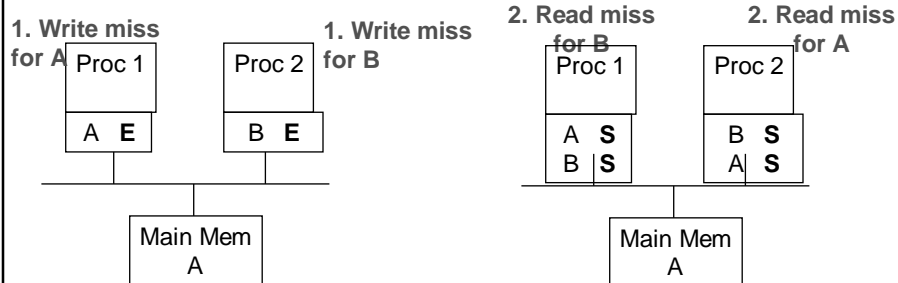 1. Write miss
for A
1. Write miss
for B
Proc 1
Proc 2
A E
B E
Main Mem
A
2. Read miss
for B
2. Read miss
for A
Proc 1
Proc 2
A S
B S
B S
A S
Main Mem
A